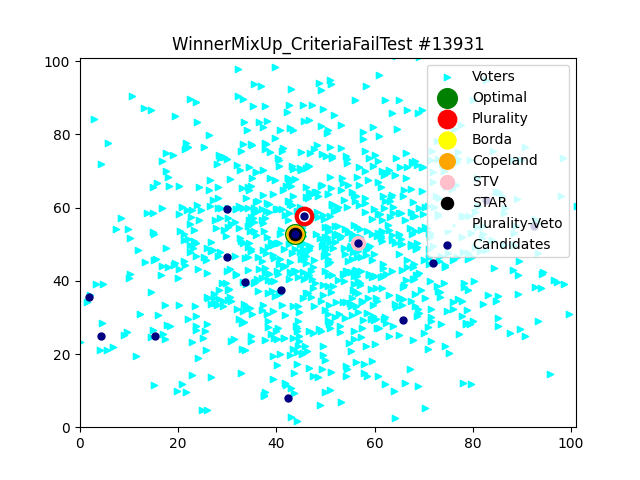 WinnerMixUp_CriteriaFailTest #13931
100
80
60
40
20
0
0 20 40 60 80 100
Voters
Optimal
Plurality
Borda
Copeland
STV
STAR
Plurality-Veto
Candidates